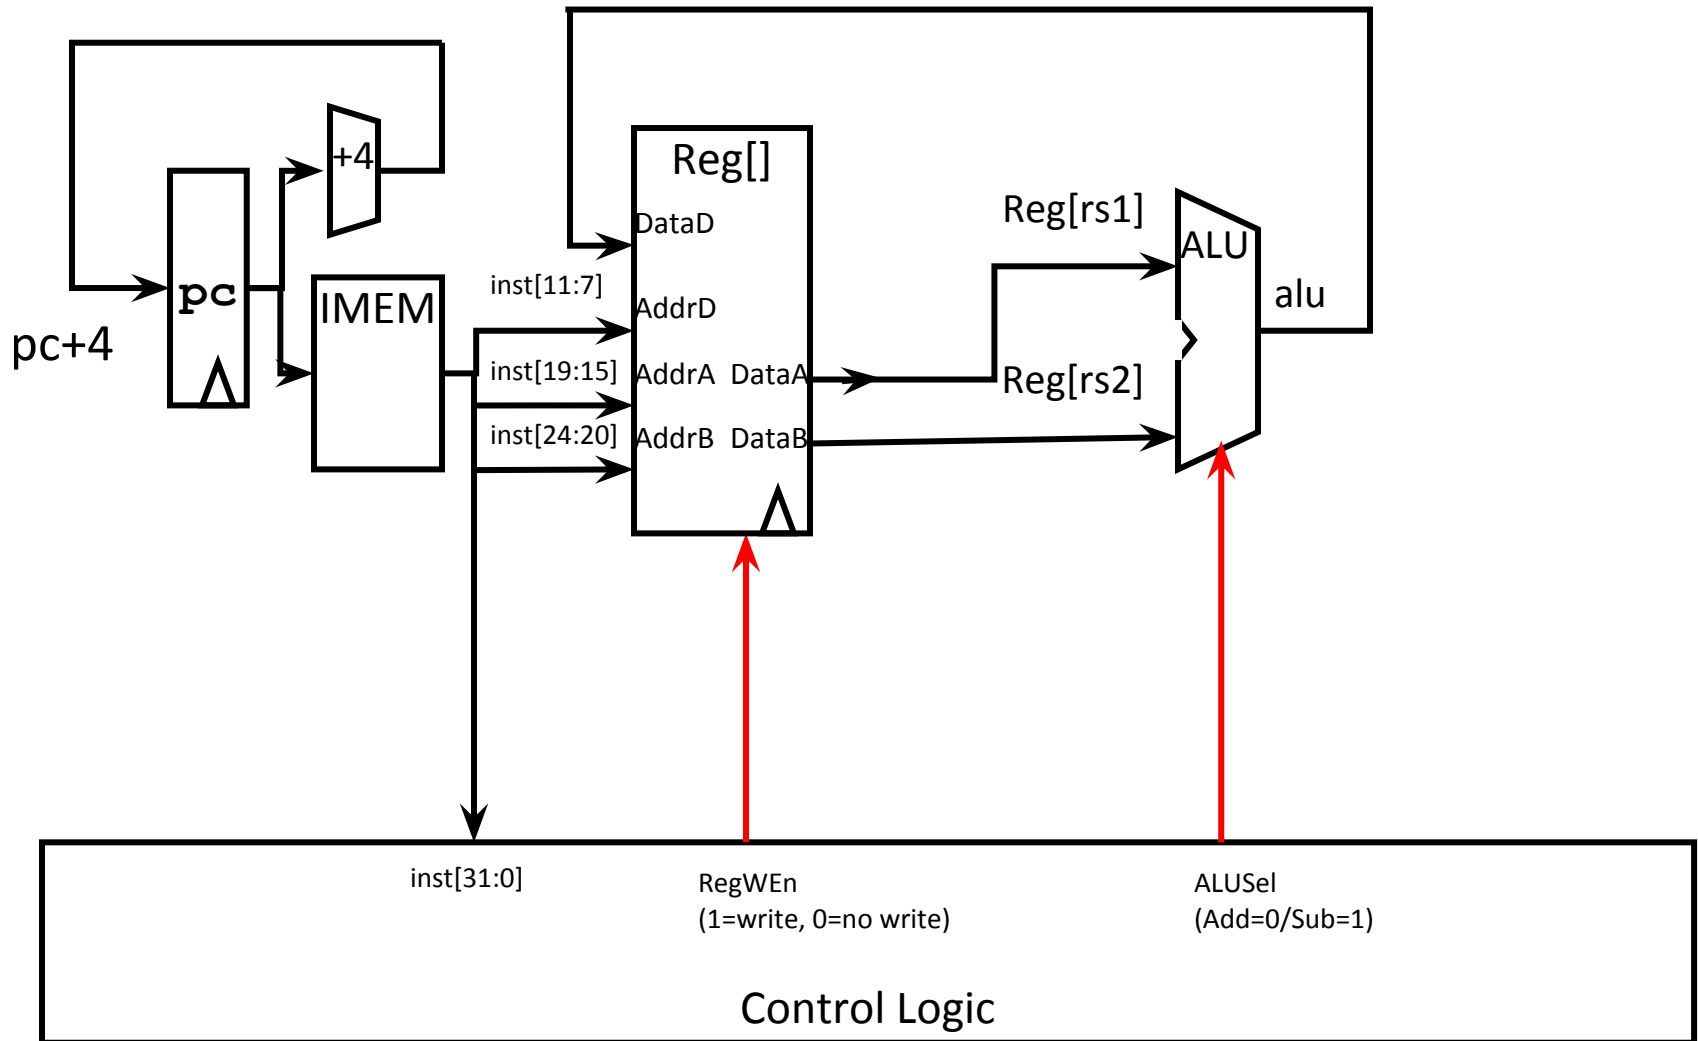 +4
Reg[]
DataD
Reg[rs1]
ALU
pc
IMEM
inst[11:7]
AddrD
alu
pc+4
inst[19:15]
AddrA
DataA
Reg[rs2]
inst[24:20]
AddrB
DataB
inst[31:0]
RegWEn
(1=write, 0=no write)
ALUSel
(Add=0/Sub=1)
Control Logic